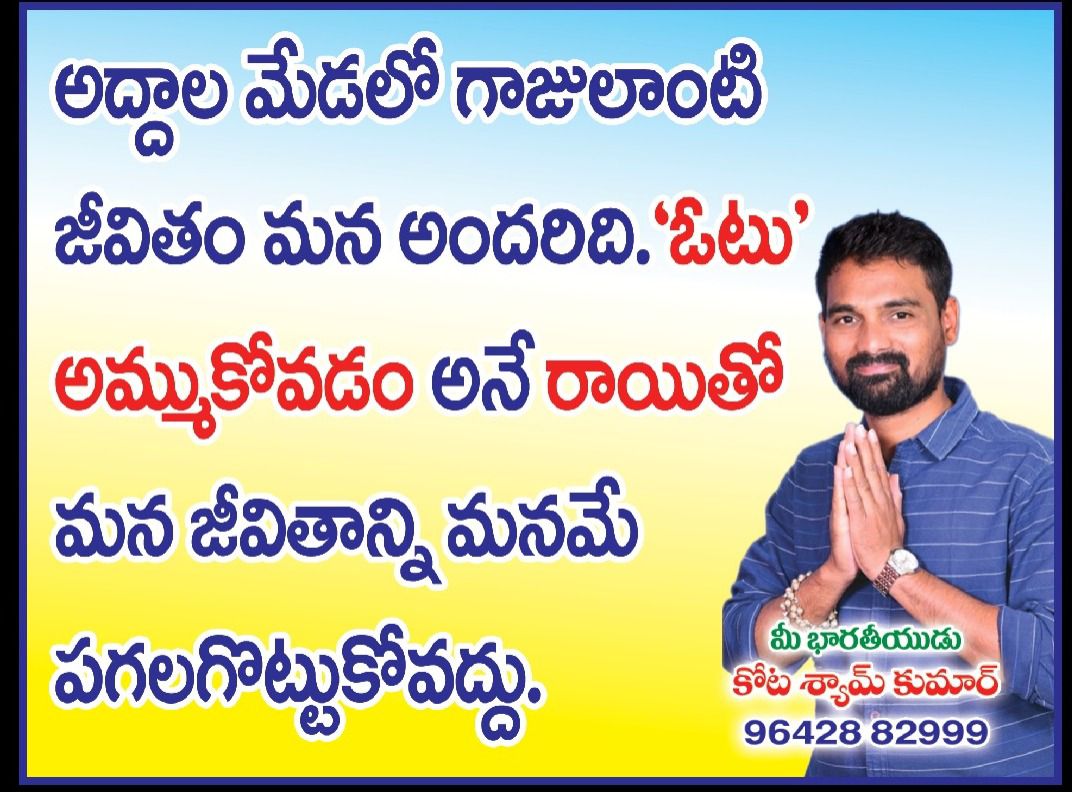 అద్దాల మేడలో గాజులాంటి
జీవితం మన అందరిది. 'ఓటు'
అమ్ముకోవడం అనే రాయితో
మన జీవితాన్ని మనమే
పగలగొట్టుకోవద్దు.
మీ భారతీయుడు
కోట శ్యామ్ కుమార్
96428 82999